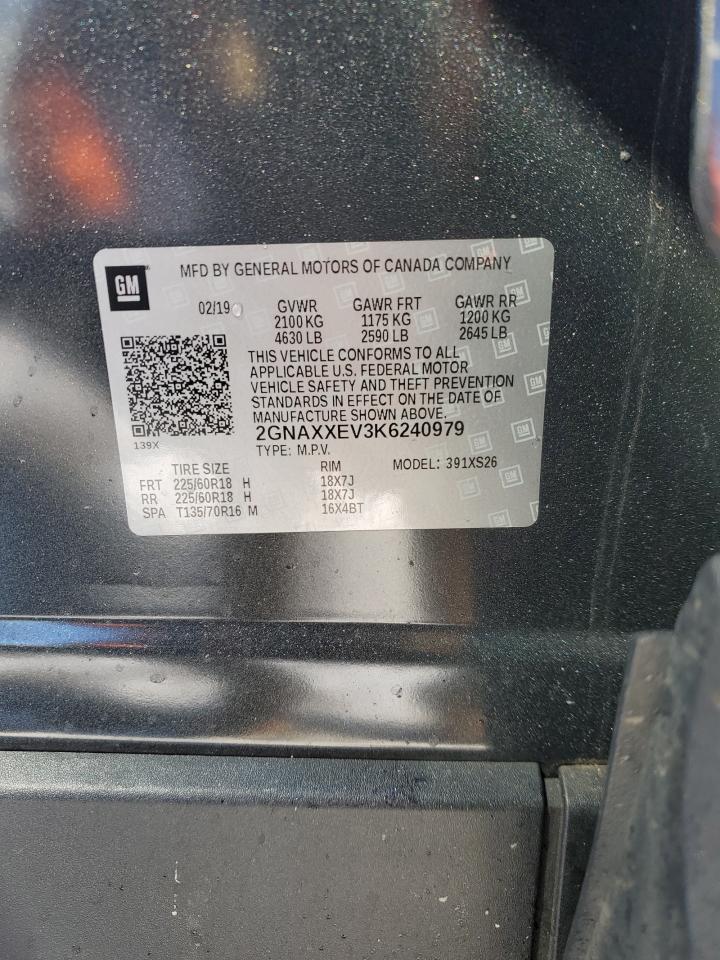 GM
MFD BY GENERAL MOTORS OF CANADA COMPANY
02/19 GVWR GAWR FRT GAWR RR
2100 KG 1175 KG 1200 KG
4630 LB 2590 LB 2645 LB
THIS VEHICLE CONFORMS TO ALL
APPLICABLE U.S. FEDERAL MOTOR
VEHICLE SAFETY AND THEFT PREVENTION
STANDARDS IN EFFECT ON THE DATE OF
MANUFACTURE SHOWN ABOVE.
139X 2GNAXXEV3K6240979
TYPE: M.P.V.
TIRE SIZE RIM MODEL: 391XS26
FRT 225/60R18 H 18X7J
RR 225/60R18 H 18X7J
SPA T135/70R16 M 16X4BT